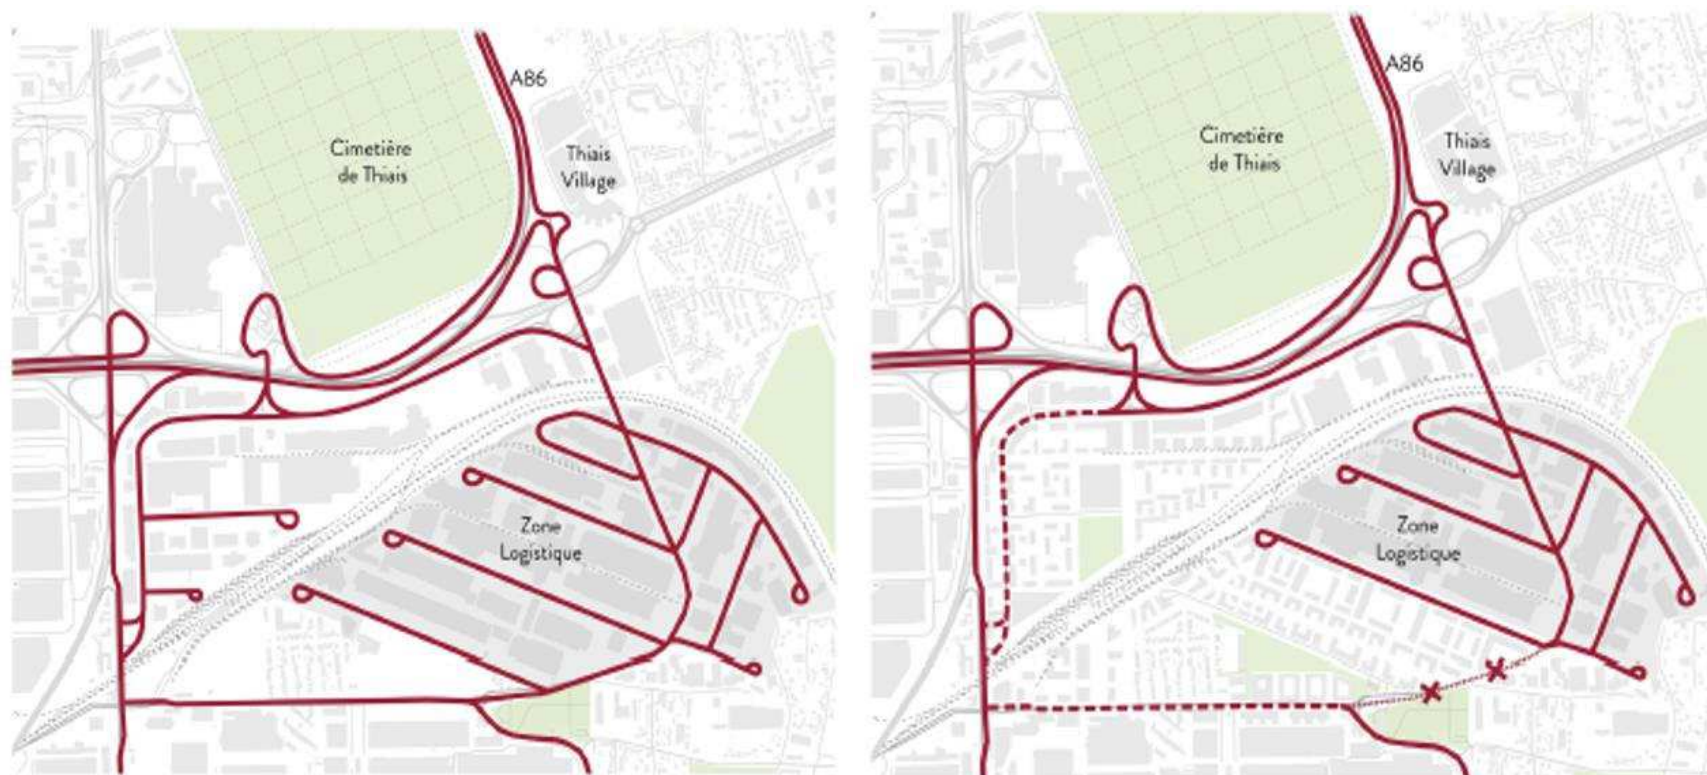 A86
Cimetière
de Thiais
Thiais
Village
Zone
Logistique
A86
Cimetière
de Thiais
Thiais
Village
Zone
Logistique